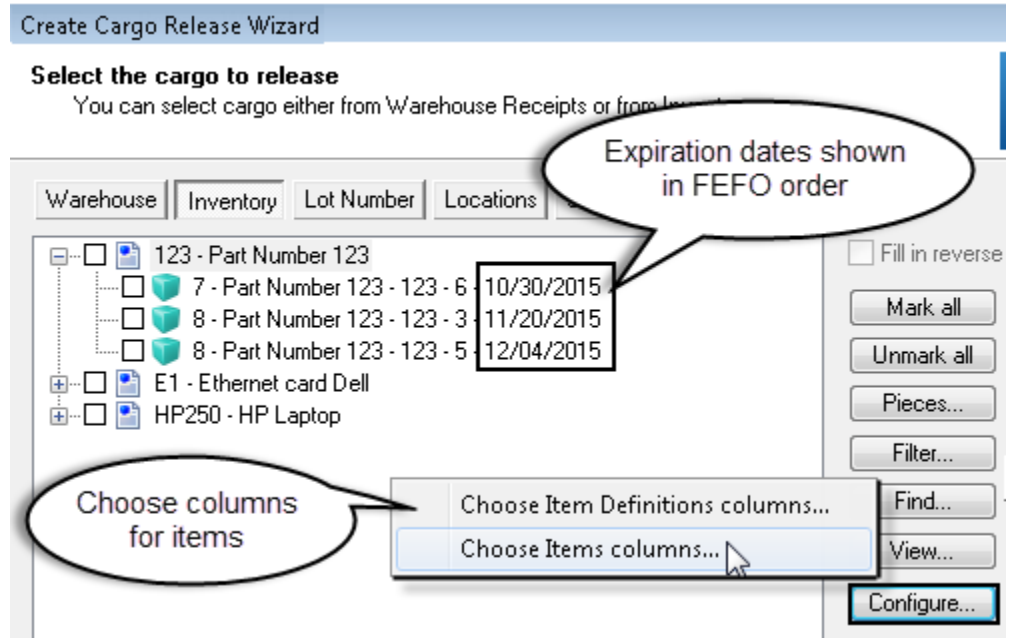 Create Cargo Release Wizard
Select the cargo to release
You can select cargo either from Warehouse Receipts or from
Expiration dates shown
in FEFO order
Warehouse Inventory Lot Number Locations
123 - Part Number 123
Fill in reverse
7 - Part Number 123 - 123 - 6 - 10/30/2015
8 - Part Number 123 - 123 - 3 - 11/20/2015
8 - Part Number 123 - 123 - 5 - 12/04/2015
E1 - Ethernet card Dell
HP250 - HP Laptop
Mark all
Unmark all
Pieces...
Filter...
Find...
View...
Configure...
Choose columns
for items
Choose Item Definitions columns...
Choose Items columns...